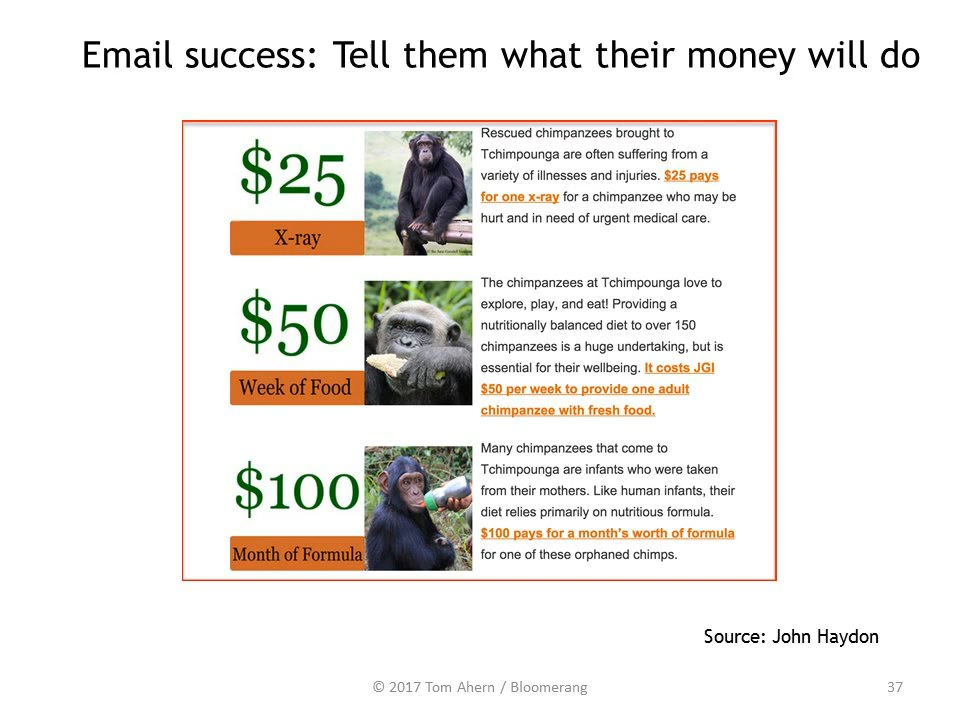 Email success: Tell them what their money will do
$25
X-ray
Rescued chimpanzees brought to
Tchimpounga are often suffering from a
variety of illnesses and injuries. $25 pays
for one x-ray for a chimpanzee who may be
hurt and in need of urgent medical care.
$50
Week of Food
The chimpanzees at Tchimpounga love to
explore, play, and eat! Providing a
nutritionally balanced diet to over 150
chimpanzees is a huge undertaking, but is
essential for their wellbeing. It costs JGI
$50 per week to provide one adult
chimpanzee with fresh food.
$100
Month of Formula
Many chimpanzees that come to
Tchimpounga are infants who were taken
from their mothers. Like human infants, their
diet relies primarily on nutritious formula.
$100 pays for a month's worth of formula
for one of these orphaned chimps.
Source: John Haydon
© 2017 Tom Ahern / Bloomerang
37